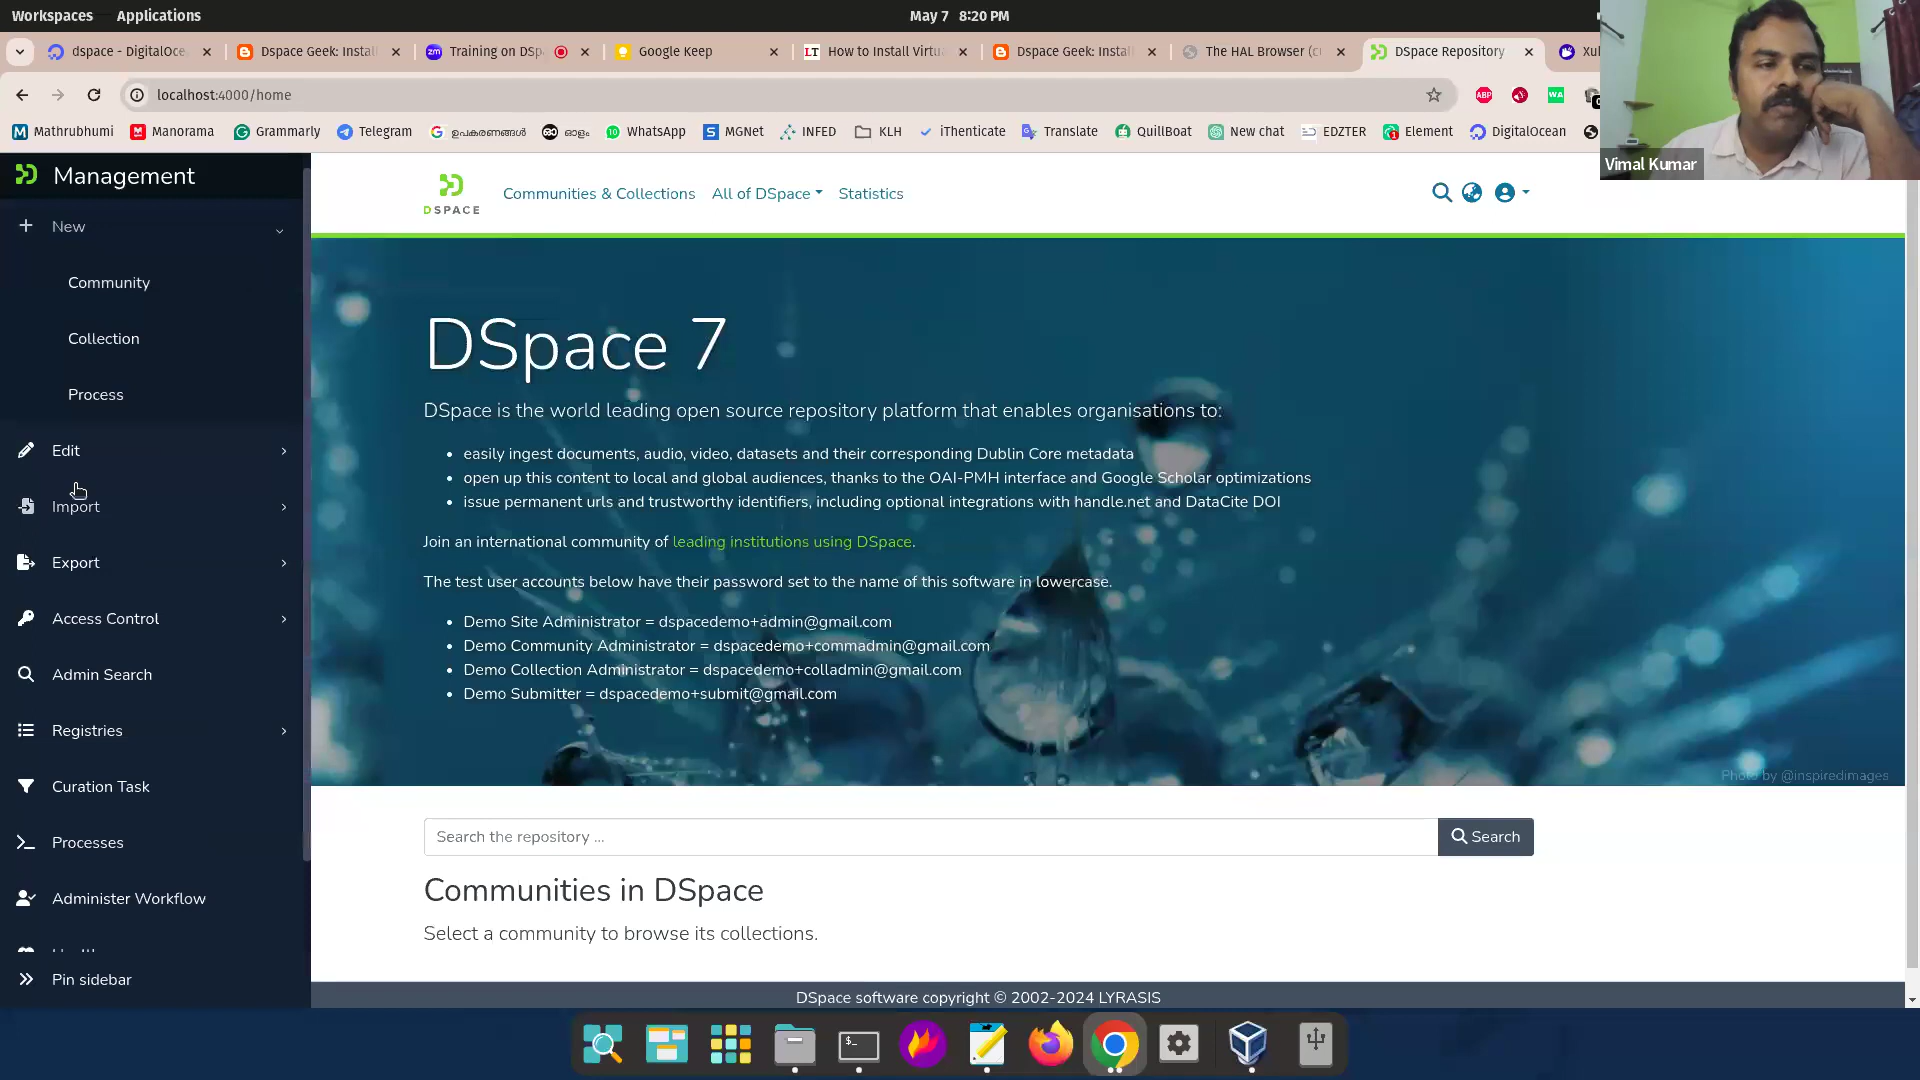 Workspaces Applications May 7 8:20 PM
dspace - DigitalOce
Dspace Geek: Instal
Training on DSp
Google Keep
How to Install Virtu
Dspace Geek: Instal
The HAL Browser (c
DSpace Repository
Xu
localhost:4000/home
ABP
WA
Mathrubhumi Manorama Grammarly Telegram ഉപകരണങ്ങൾ ഓളം WhatsApp MGNet INFED KLH iThenticate Translate QuillBoat New chat EDZTER Element DigitalOcean
Vimal Kumar
Management
New
Community
Collection
Process
Edit
Import
Export
Access Control
Admin Search
Registries
Curation Task
Processes
Administer Workflow
Pin sidebar
DSPACE
Communities & Collections All of DSpace Statistics
DSpace 7
DSpace is the world leading open source repository platform that enables organisations to:
• easily ingest documents, audio, video, datasets and their corresponding Dublin Core metadata
• open up this content to local and global audiences, thanks to the OAI-PMH interface and Google Scholar optimizations
• issue permanent urls and trustworthy identifiers, including optional integrations with handle.net and DataCite DOI
Join an international community of leading institutions using DSpace.
The test user accounts below have their password set to the name of this software in lowercase.
• Demo Site Administrator = dspacedemo+admin@gmail.com
• Demo Community Administrator = dspacedemo+commadmin@gmail.com
• Demo Collection Administrator = dspacedemo+colladmin@gmail.com
• Demo Submitter = dspacedemo+submit@gmail.com
Photo by @inspiredimages
Search the repository ...
Search
Communities in DSpace
Select a community to browse its collections.
DSpace software copyright © 2002-2024 LYRASIS